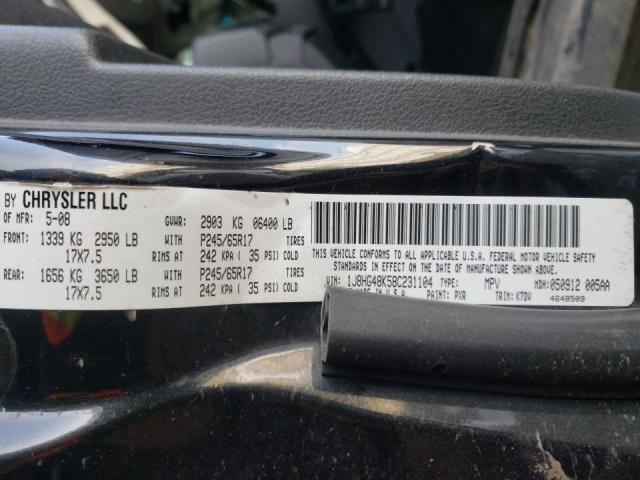 BY CHRYSLER LLC
OF MFR: 5-08 GVWR: 2903 KG 06400 LB
FRONT: 1339 KG 2950 LB WITH P245/65R17 TIRES
17X7.5 RIMS AT 242 KPA ( 35 PSI) COLD
REAR: 1656 KG 3650 LB WITH P245/65R17 TIRES
17X7.5 RIMS AT 242 KPA ( 35 PSI) COLD
THIS VEHICLE CONFORMS TO ALL APPLICABLE U.S.A. FEDERAL MOTOR VEHICLE SAFETY
STANDARDS IN EFFECT ON THE DATE OF MANUFACTURE SHOWN ABOVE.
VIN: 1J8HG48K58C231104 TYPE: MPV MDH: 050912 005AA
U.S.A. PAINT: PXR TRIM: K7DV 4648509